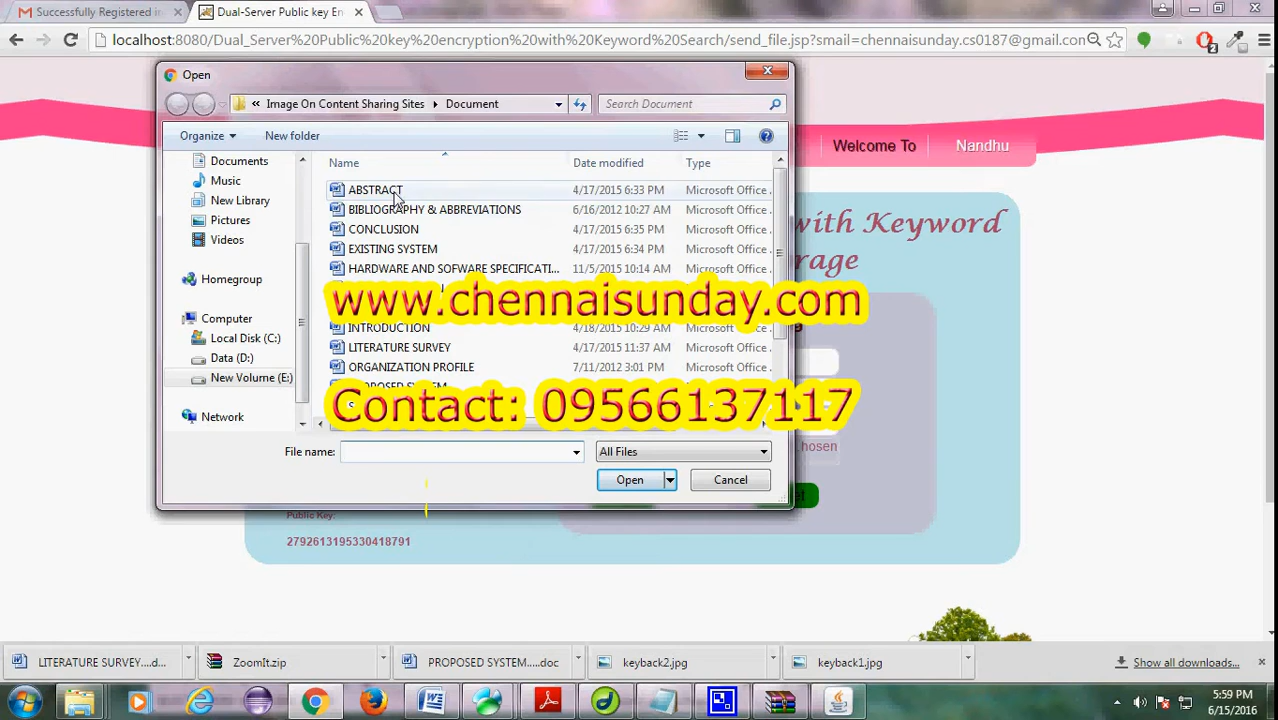 Successfully Registered in
Dual-Server Public key En
localhost:8080/Dual_Server%20Public%20key%20encryption%20with%20Keyword%20Search/send_file.jsp?smail=chennaisunday.cs0187@gmail.com
2
Open
« Image On Content Sharing Sites Document
Search Document
Organize New folder
Name Date modified Type
Documents
Music
New Library
Pictures
Videos
Homegroup
Computer
Local Disk (C:)
Data (D:)
New Volume (E:)
Network
ABSTRACT 4/17/2015 6:33 PM Microsoft Office
BIBLIOGRAPHY & ABBREVIATIONS 6/16/2012 10:27 AM Microsoft Office
CONCLUSION 4/17/2015 6:35 PM Microsoft Office
EXISTING SYSTEM 4/17/2015 6:34 PM Microsoft Office
HARDWARE AND SOFWARE SPECIFICATI... 11/5/2015 10:14 AM Microsoft Office
www.chennaisunday.com
INTRODUCTION 4/18/2015 10:29 AM Microsoft Office
LITERATURE SURVEY 4/17/2015 11:37 AM Microsoft Office
ORGANIZATION PROFILE 7/11/2012 3:01 PM Microsoft Office
Contact: 09566137117
File name: All Files
Open Cancel
Welcome To Nandhu
with Keyword
Public Key:
2792613195330418791
LITERATURE SURVEY....d...
ZoomIt.zip
PROPOSED SYSTEM.....doc
keyback2.jpg
keyback1.jpg
Show all downloads...
5:59 PM
6/15/2016